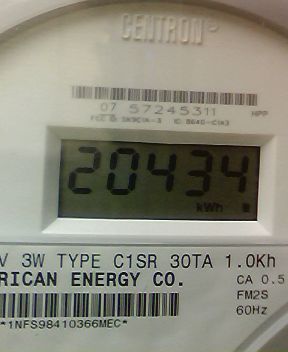 CENTRON®
07 57245311 HPP
20434
kWh
V 3W TYPE C1SR 30TA 1.0Kh
RICAN ENERGY CO.
CA 0.5
FM2S
60Hz
*1NFS98410366MEC*